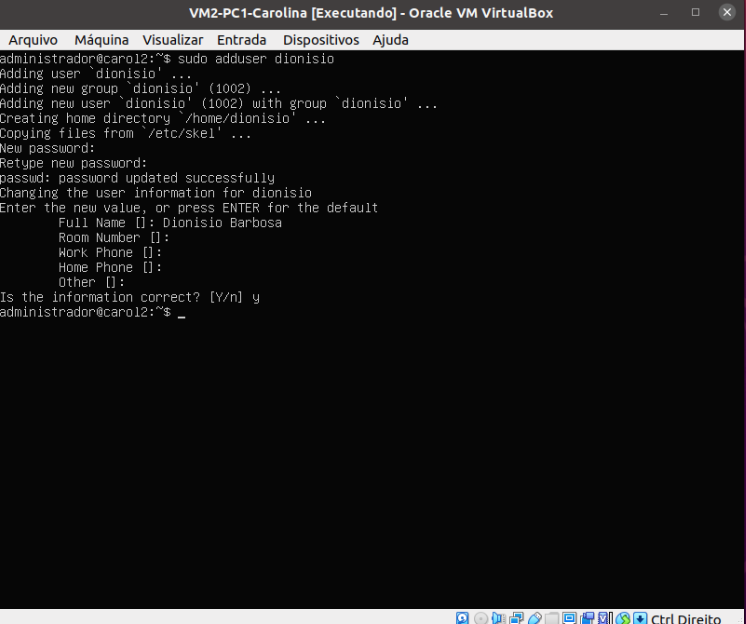 VM2-PC1-Carolina [Executando] - Oracle VM VirtualBox
Arquivo Máquina Visualizar Entrada Dispositivos Ajuda
administrador@carol2:~$ sudo adduser dionisio
Adding user `dionisio' ...
Adding new group `dionisio' (1002) ...
Adding new user `dionisio' (1002) with group `dionisio' ...
Creating home directory `/home/dionisio' ...
Copying files from `/etc/skel' ...
New password:
Retype new password:
passwd: password updated successfully
Changing the user information for dionisio
Enter the new value, or press ENTER for the default
Full Name []: Dionisio Barbosa
Room Number []:
Work Phone []:
Home Phone []:
Other []:
Is the information correct? [Y/n] y
administrador@carol2:~$ _
Ctrl Direito